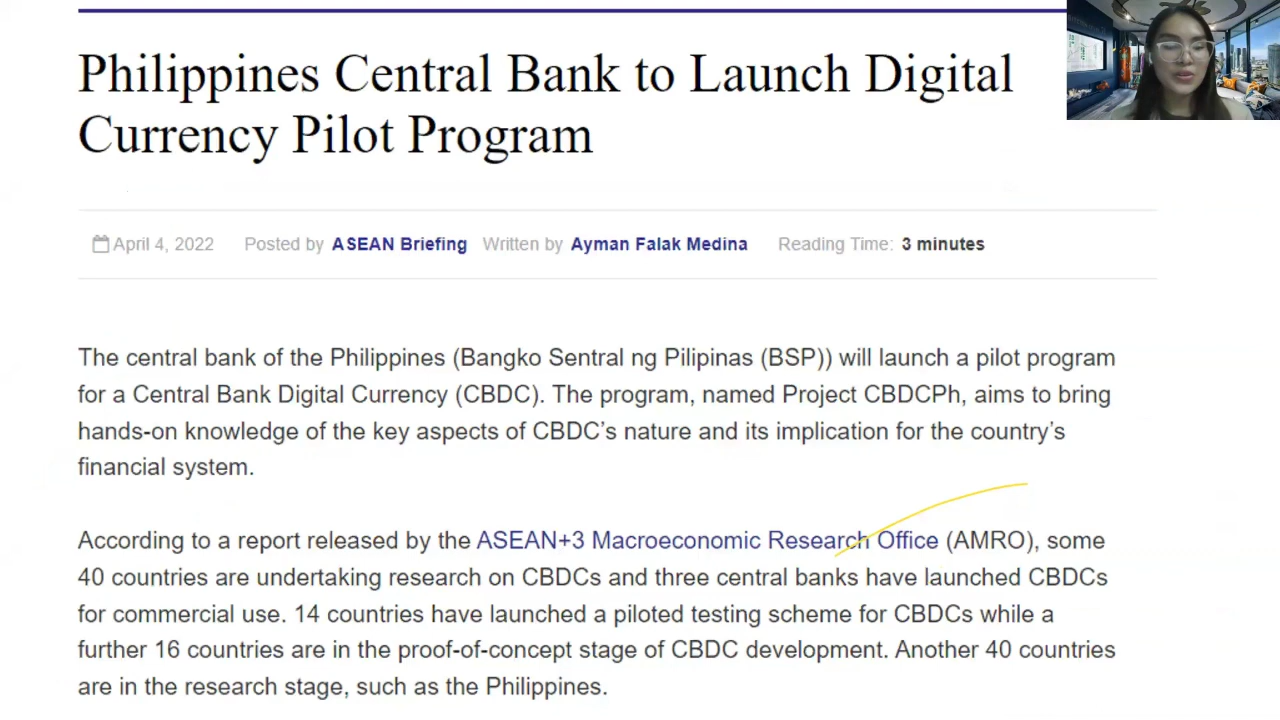 Philippines Central Bank to Launch Digital
Currency Pilot Program
April 4, 2022 Posted by ASEAN Briefing Written by Ayman Falak Medina Reading Time: 3 minutes
The central bank of the Philippines (Bangko Sentral ng Pilipinas (BSP)) will launch a pilot program
for a Central Bank Digital Currency (CBDC). The program, named Project CBDCPh, aims to bring
hands-on knowledge of the key aspects of CBDC’s nature and its implication for the country’s
financial system.
According to a report released by the ASEAN+3 Macroeconomic Research Office (AMRO), some
40 countries are undertaking research on CBDCs and three central banks have launched CBDCs
for commercial use. 14 countries have launched a piloted testing scheme for CBDCs while a
further 16 countries are in the proof-of-concept stage of CBDC development. Another 40 countries
are in the research stage, such as the Philippines.